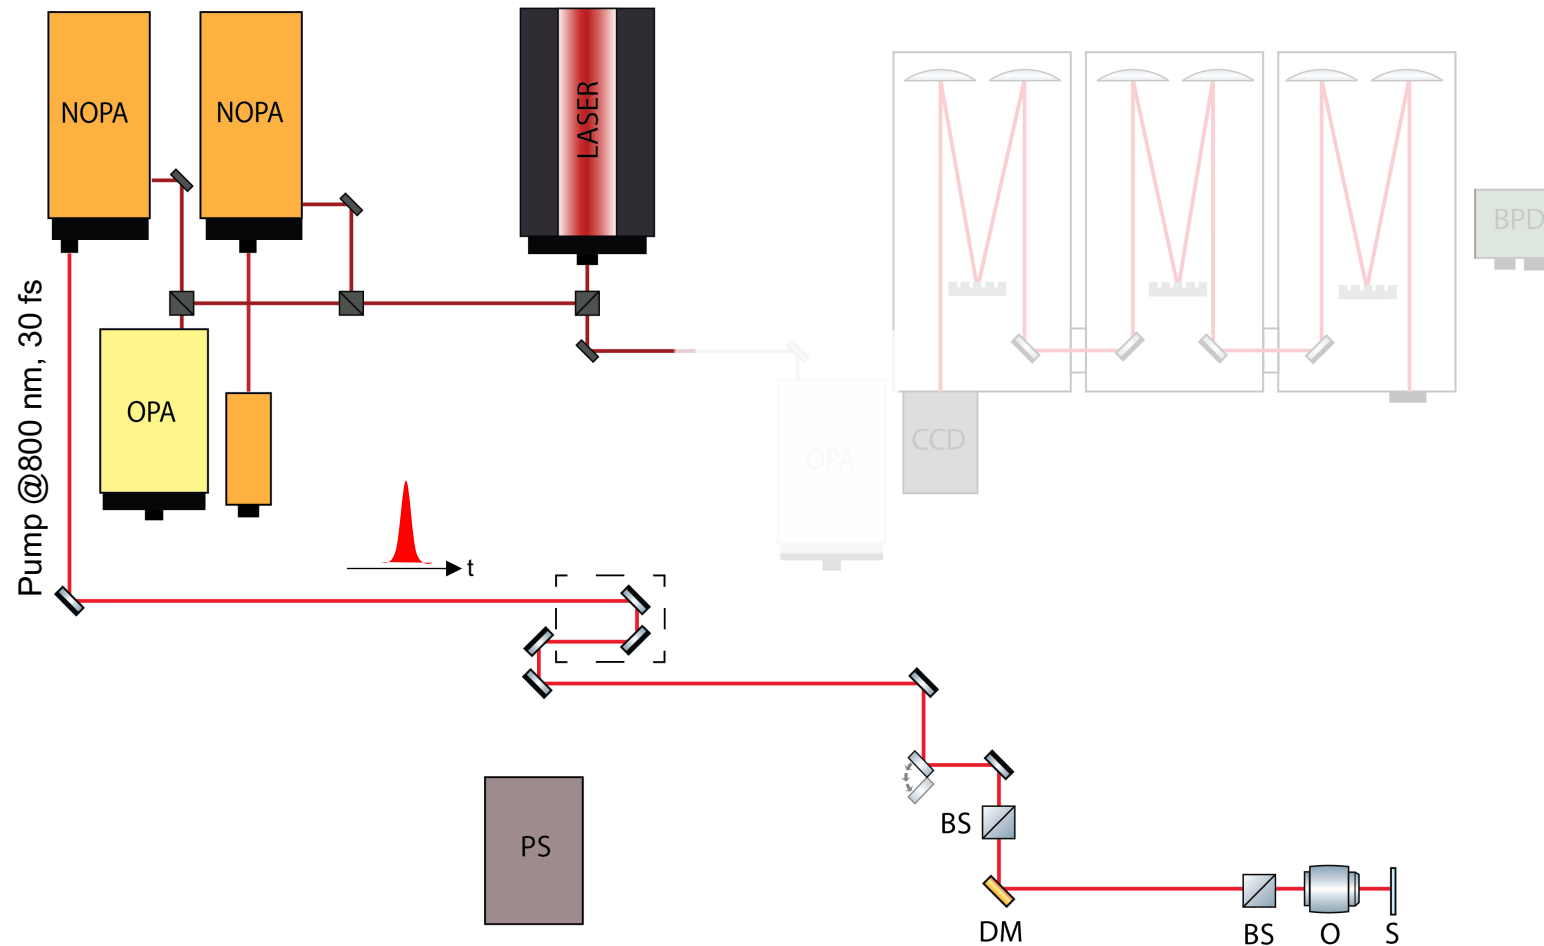 NOPA
NOPA
LASER
BPD
Pump @800 nm, 30 fs
OPA
CCD
OPA
t
PS
BS
DM
BS
O
S